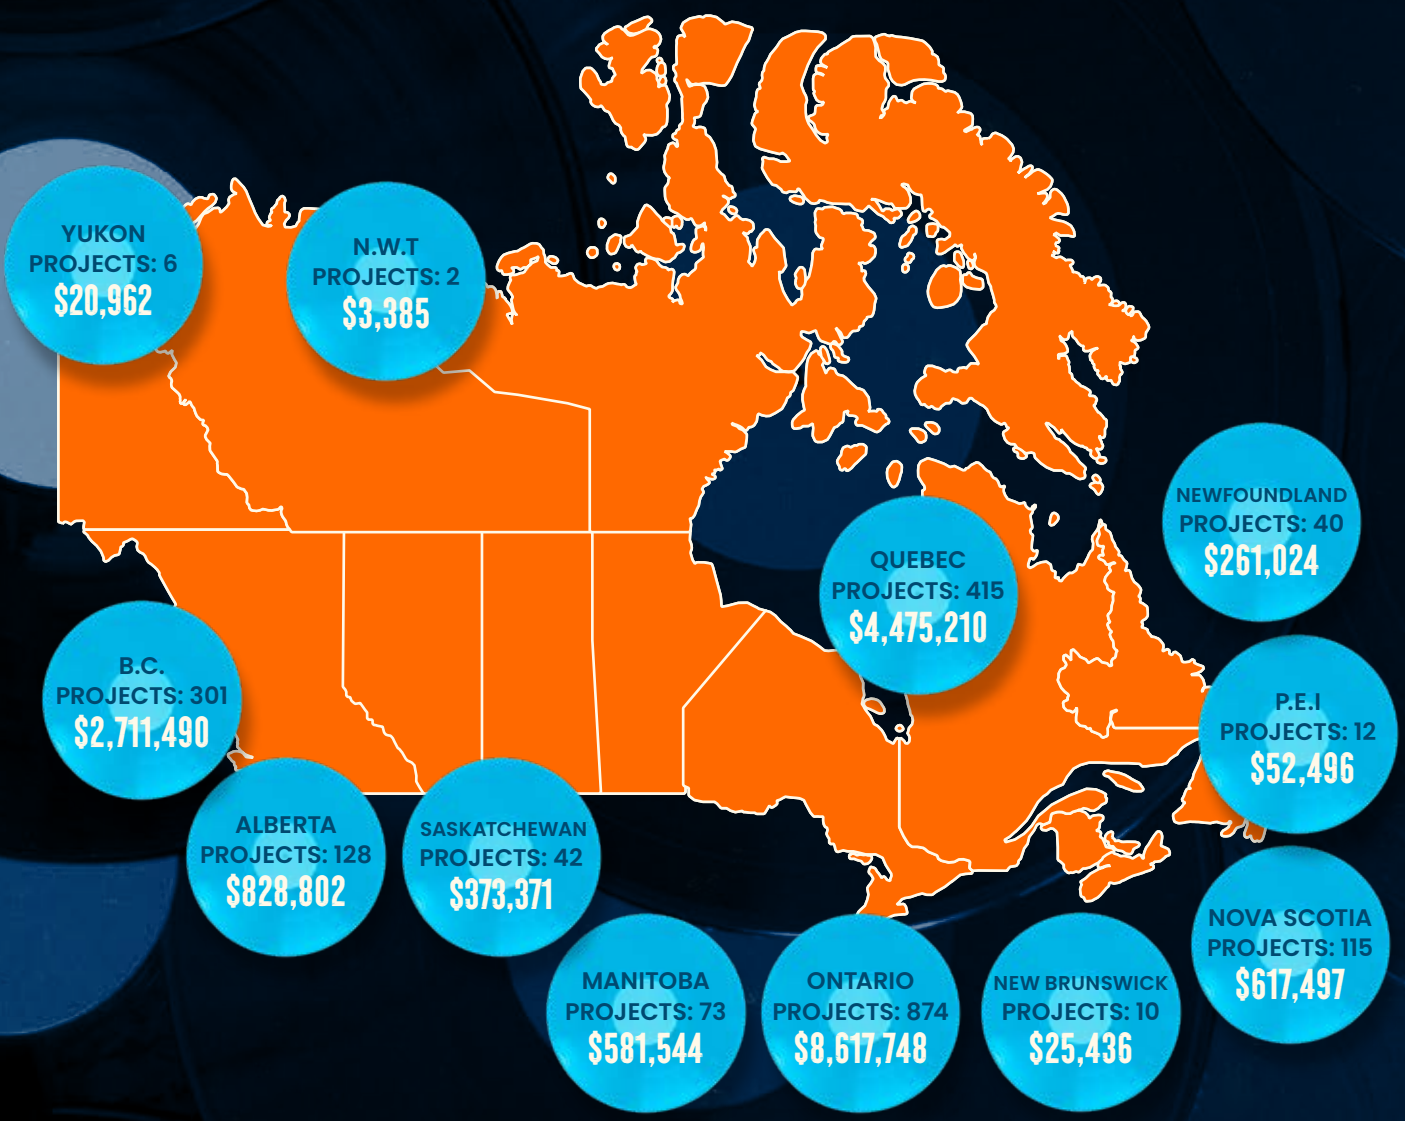 YUKON
PROJECTS: 6
$20,962
N.W.T
PROJECTS: 2
$3,385
NEWFOUNDLAND
PROJECTS: 40
$261,024
QUEBEC
PROJECTS: 415
$4,475,210
B.C.
PROJECTS: 301
$2,711,490
P.E.I
PROJECTS: 12
$52,496
ALBERTA
PROJECTS: 128
$828,802
SASKATCHEWAN
PROJECTS: 42
$373,371
NOVA SCOTIA
PROJECTS: 115
$617,497
MANITOBA
PROJECTS: 73
$581,544
ONTARIO
PROJECTS: 874
$8,617,748
NEW BRUNSWICK
PROJECTS: 10
$25,436